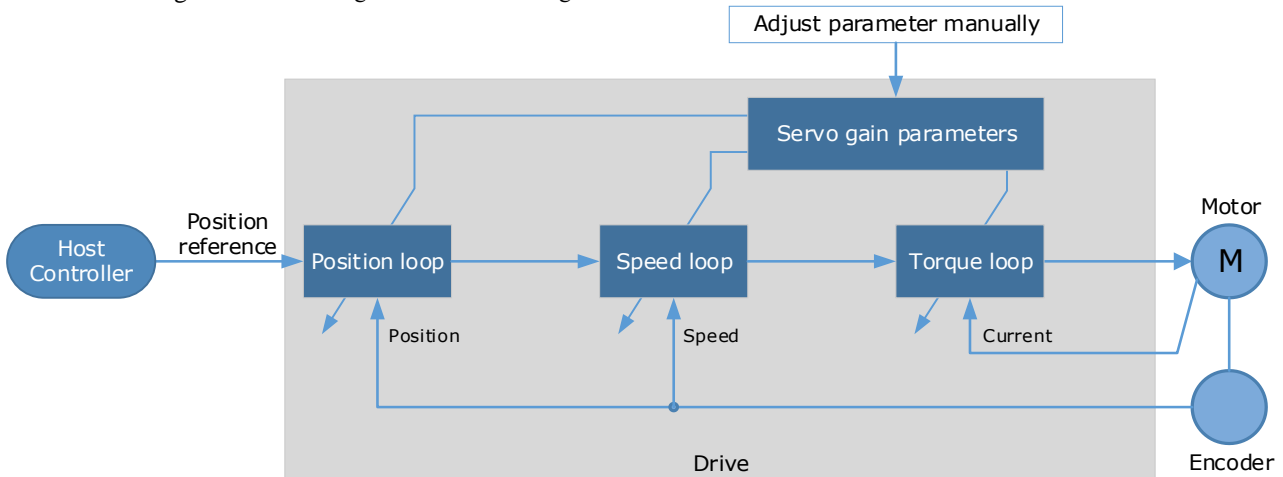 Adjust parameter manually
Servo gain parameters
Motor
Position
reference
Host
Controller
Position loop
Speed loop
Torque loop
M
Position
Speed
Current
Drive
Encoder